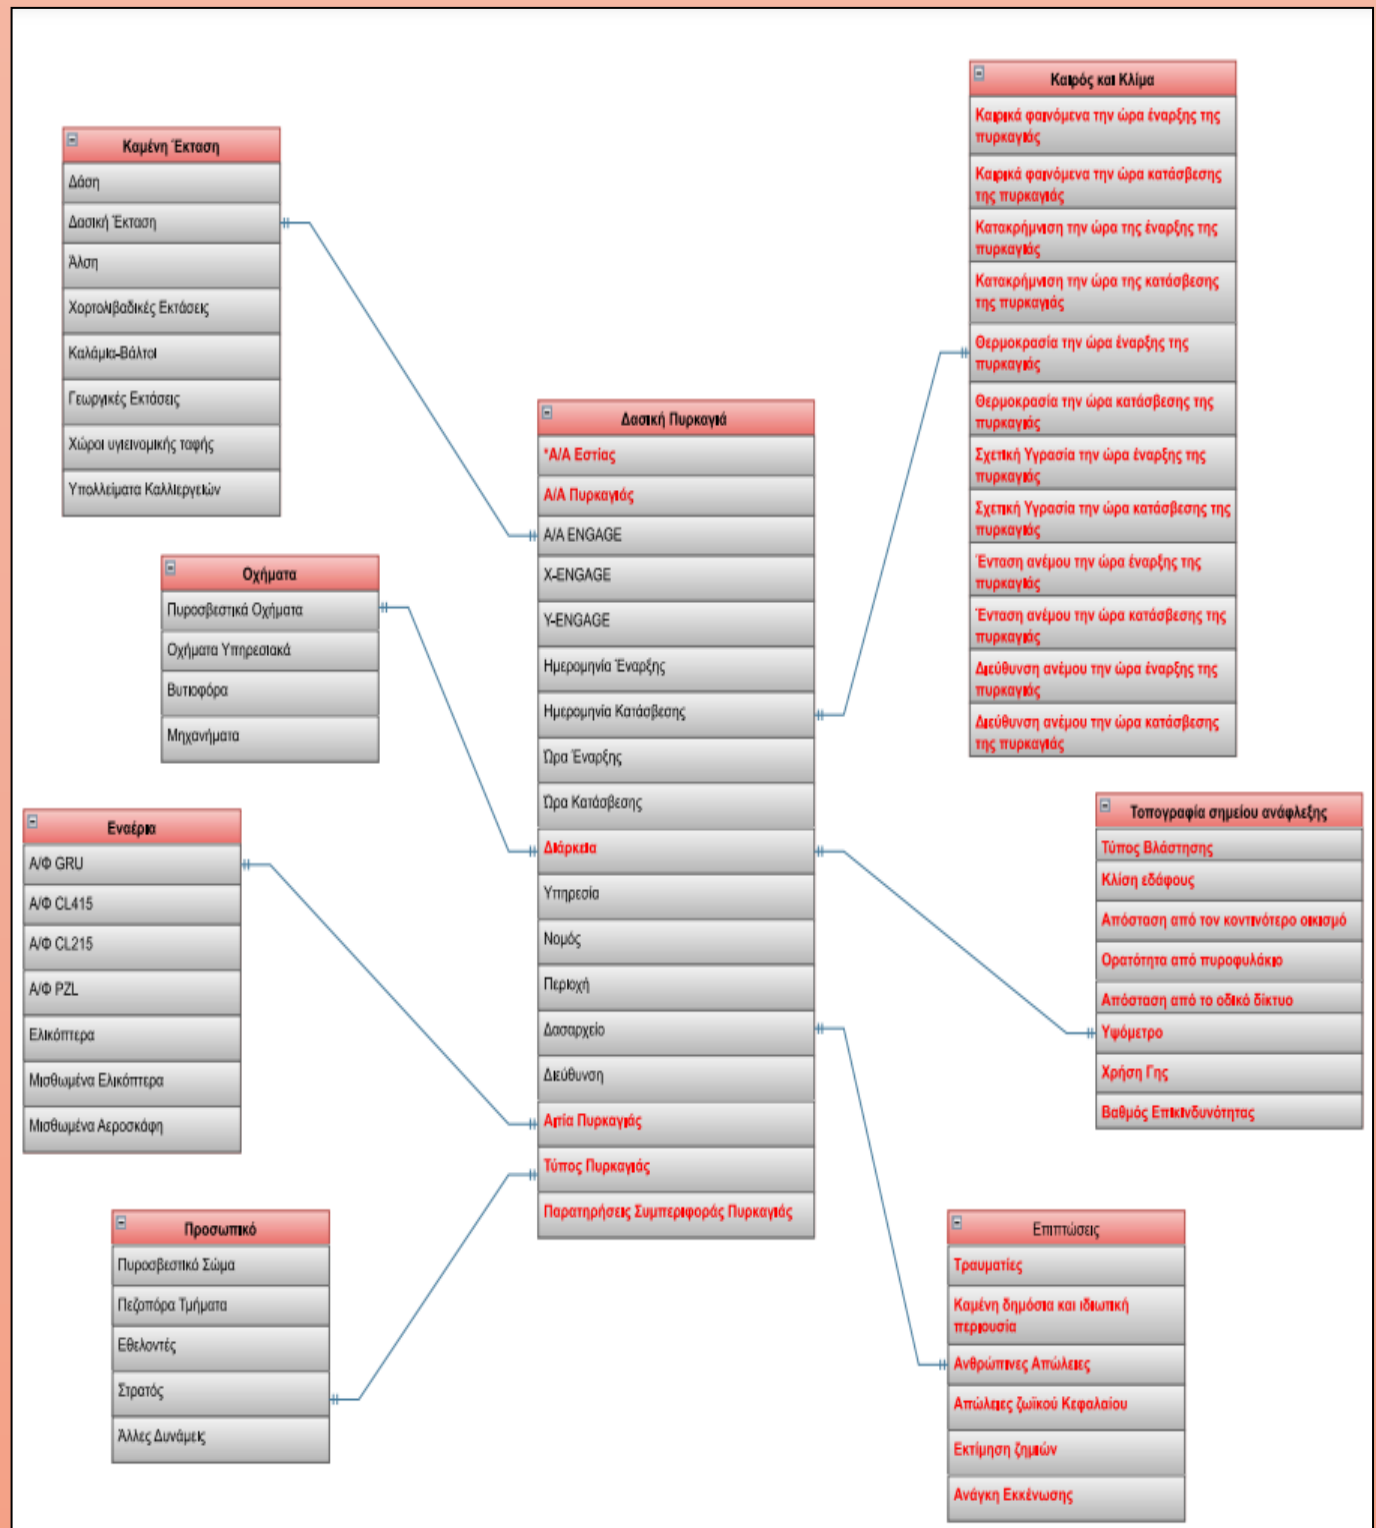 Καμένη Έκταση
Δάση
Δασική Έκταση
Άλση
Χορτολιβαδικές Εκτάσεις
Καλάμια-Βάλτοι
Γεωργικές Εκτάσεις
Χώροι υγιεινομικής ταφής
Υπολλείματα Καλλιεργειών
Οχήματα
Πυροσβεστικά Οχήματα
Οχήματα Υπηρεσιακά
Βυτιοφόρα
Μηχανήματα
Εναέρια
Α/Φ GRU
Α/Φ CL415
Α/Φ CL215
Α/Φ PZL
Ελικόπτερα
Μισθωμένα Ελικόπτερα
Μισθωμένα Αεροσκάφη
Προσωπικό
Πυροσβεστικό Σώμα
Πεζοπόρα Τμήματα
Εθελοντές
Στρατός
Άλλες Δυνάμεις
Δασική Πυρκαγιά
*Α/Α Εστίας
Α/Α Πυρκαγιάς
Α/Α ENGAGE
X-ENGAGE
Y-ENGAGE
Ημερομηνία Έναρξης
Ημερομηνία Κατάσβεσης
Ώρα Έναρξης
Ώρα Κατάσβεσης
Διάρκεια
Υπηρεσία
Νομός
Περιοχή
Δασαρχείο
Διεύθυνση
Αιτία Πυρκαγιάς
Τύπος Πυρκαγιάς
Παρατηρήσεις Συμπεριφοράς Πυρκαγιάς
Καιρός και Κλίμα
Καιρικά φαινόμενα την ώρα έναρξης της
πυρκαγιάς
Καιρικά φαινόμενα την ώρα κατάσβεσης
της πυρκαγιάς
Κατακρήμνιση την ώρα της έναρξης της
πυρκαγιάς
Κατακρήμνιση την ώρα της κατάσβεσης
της πυρκαγιάς
Θερμοκρασία την ώρα έναρξης της
πυρκαγιάς
Θερμοκρασία την ώρα κατάσβεσης της
πυρκαγιάς
Σχετική Υγρασία την ώρα έναρξης της
πυρκαγιάς
Σχετική Υγρασία την ώρα κατάσβεσης της
πυρκαγιάς
Ένταση ανέμου την ώρα έναρξης της
πυρκαγιάς
Ένταση ανέμου την ώρα κατάσβεσης της
πυρκαγιάς
Διεύθυνση ανέμου την ώρα έναρξης της
πυρκαγιάς
Διεύθυνση ανέμου την ώρα κατάσβεσης
της πυρκαγιάς
Τοπογραφία σημείου ανάφλεξης
Τύπος Βλάστησης
Κλίση εδάφους
Απόσταση από τον κοντινότερο οικισμό
Ορατότητα από πυροφυλάκιο
Απόσταση από το οδικό δίκτυο
Υψόμετρο
Χρήση Γης
Βαθμός Επικινδυνότητας
Επιπτώσεις
Τραυματίες
Καμένη δημόσια και ιδιωτική
περιουσία
Ανθρώπινες Απώλειες
Απώλειες ζωϊκού Κεφαλαίου
Εκτίμηση ζημιών
Ανάγκη Εκκένωσης